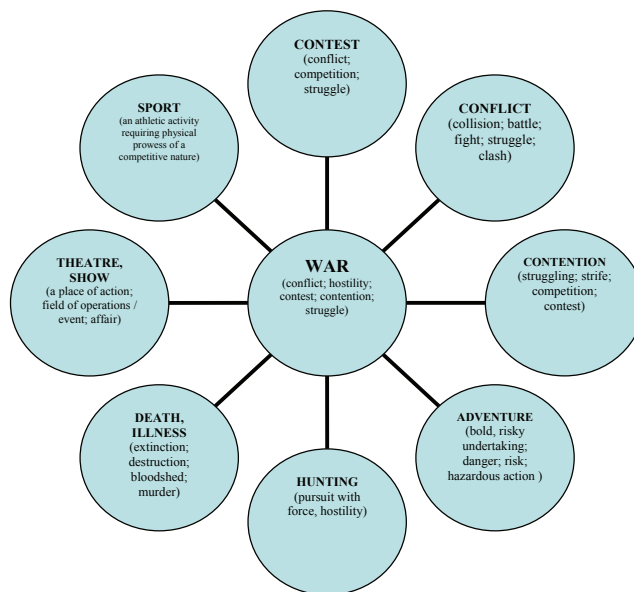 CONTEST
(conflict;
competition;
struggle)
SPORT
(an athletic activity
requiring physical
prowess of a
competitive nature)
CONFLICT
(collision; battle;
fight; struggle;
clash)
THEATRE,
SHOW
(a place of action;
field of operations /
event; affair)
WAR
(conflict; hostility;
contest; contention;
struggle)
CONTENTION
(struggling; strife;
competition;
contest)
DEATH,
ILLNESS
(extinction;
destruction;
bloodshed;
murder)
HUNTING
(pursuit with
force, hostility)
ADVENTURE
(bold, risky
undertaking;
danger; risk;
hazardous action )